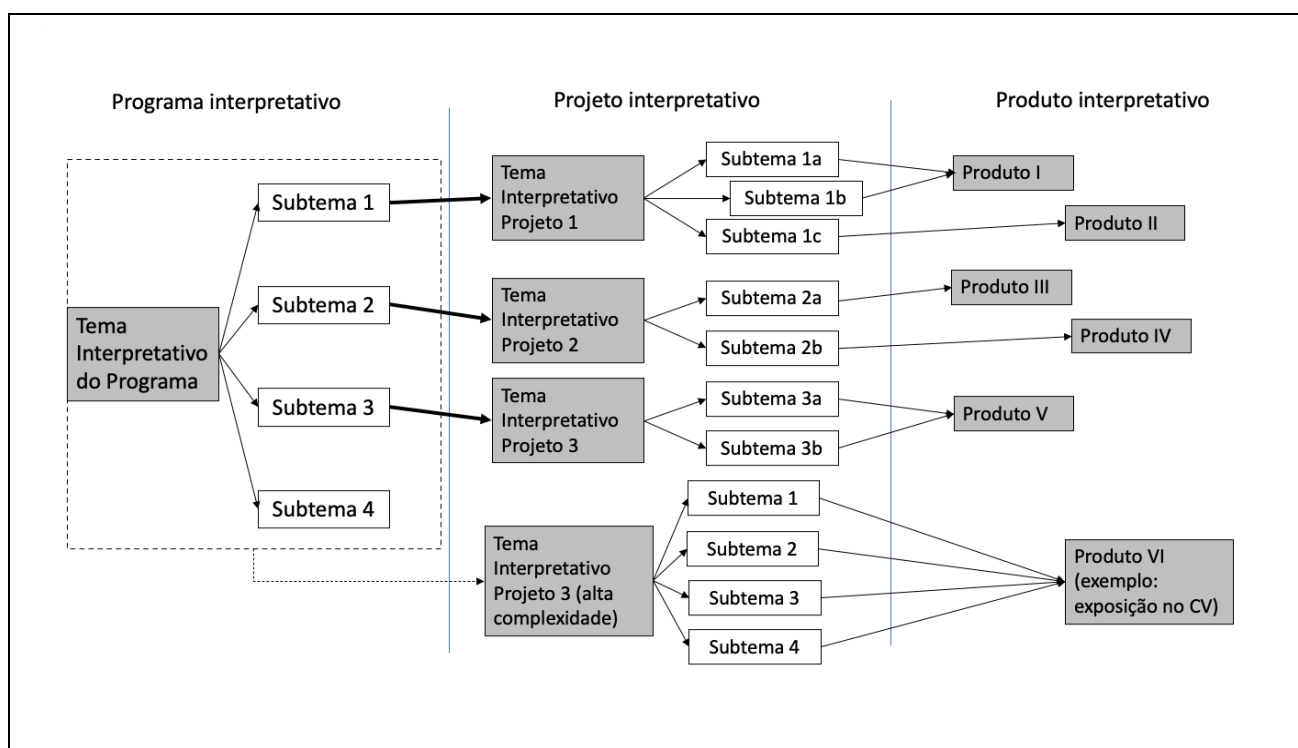 Programa interpretativo
Projeto interpretativo
Produto interpretativo
Tema
Interpretativo
do Programa
Subtema 1
Subtema 2
Subtema 3
Subtema 4
Tema
Interpretativo
Projeto 1
Subtema 1a
Subtema 1b
Subtema 1c
Tema
Interpretativo
Projeto 2
Subtema 2a
Subtema 2b
Tema
Interpretativo
Projeto 3
Subtema 3a
Subtema 3b
Tema
Interpretativo
Projeto 3 (alta
complexidade)
Subtema 1
Subtema 2
Subtema 3
Subtema 4
Produto I
Produto II
Produto III
Produto IV
Produto V
Produto VI
(exemplo:
exposição no CV)